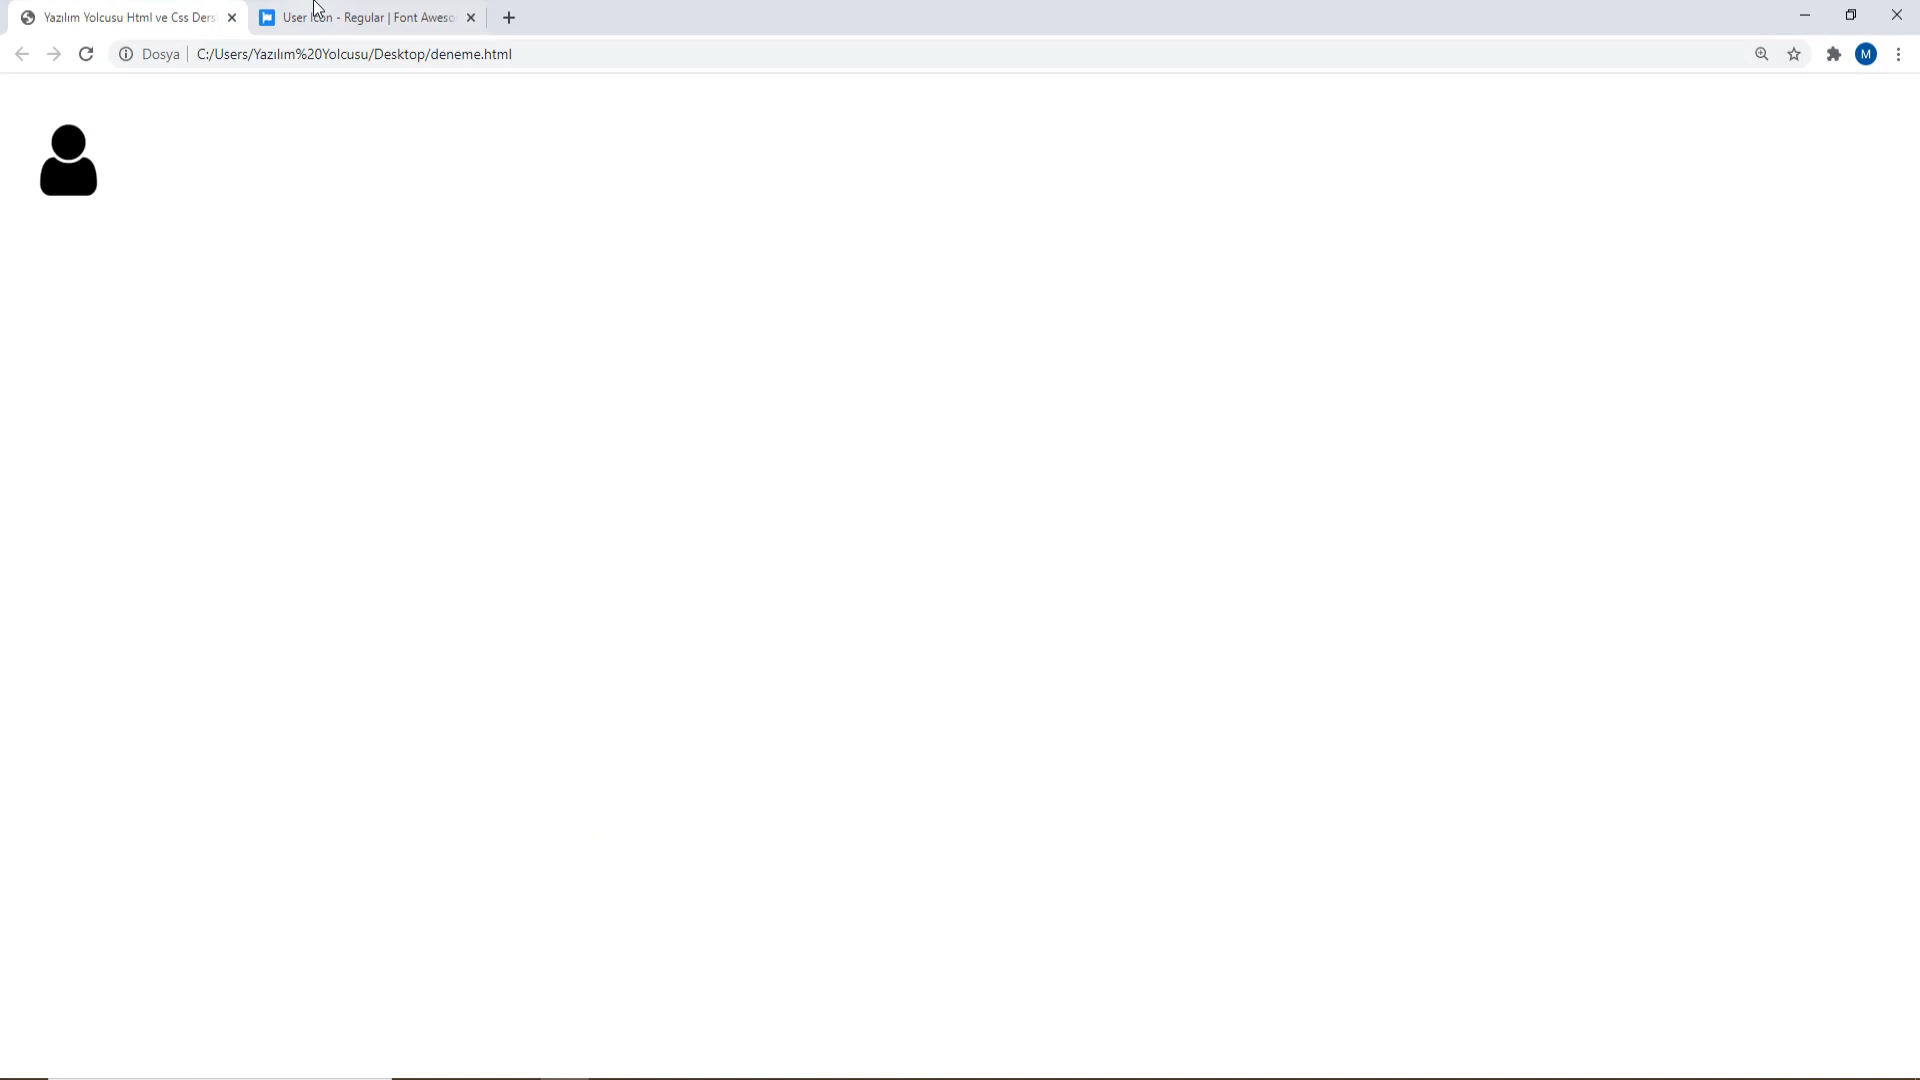 Yazılım Yolcusu Html ve Css Ders
User Icon - Regular | Font Aweso
Dosya
C:/Users/Yazılım%20Yolcusu/Desktop/deneme.html
M